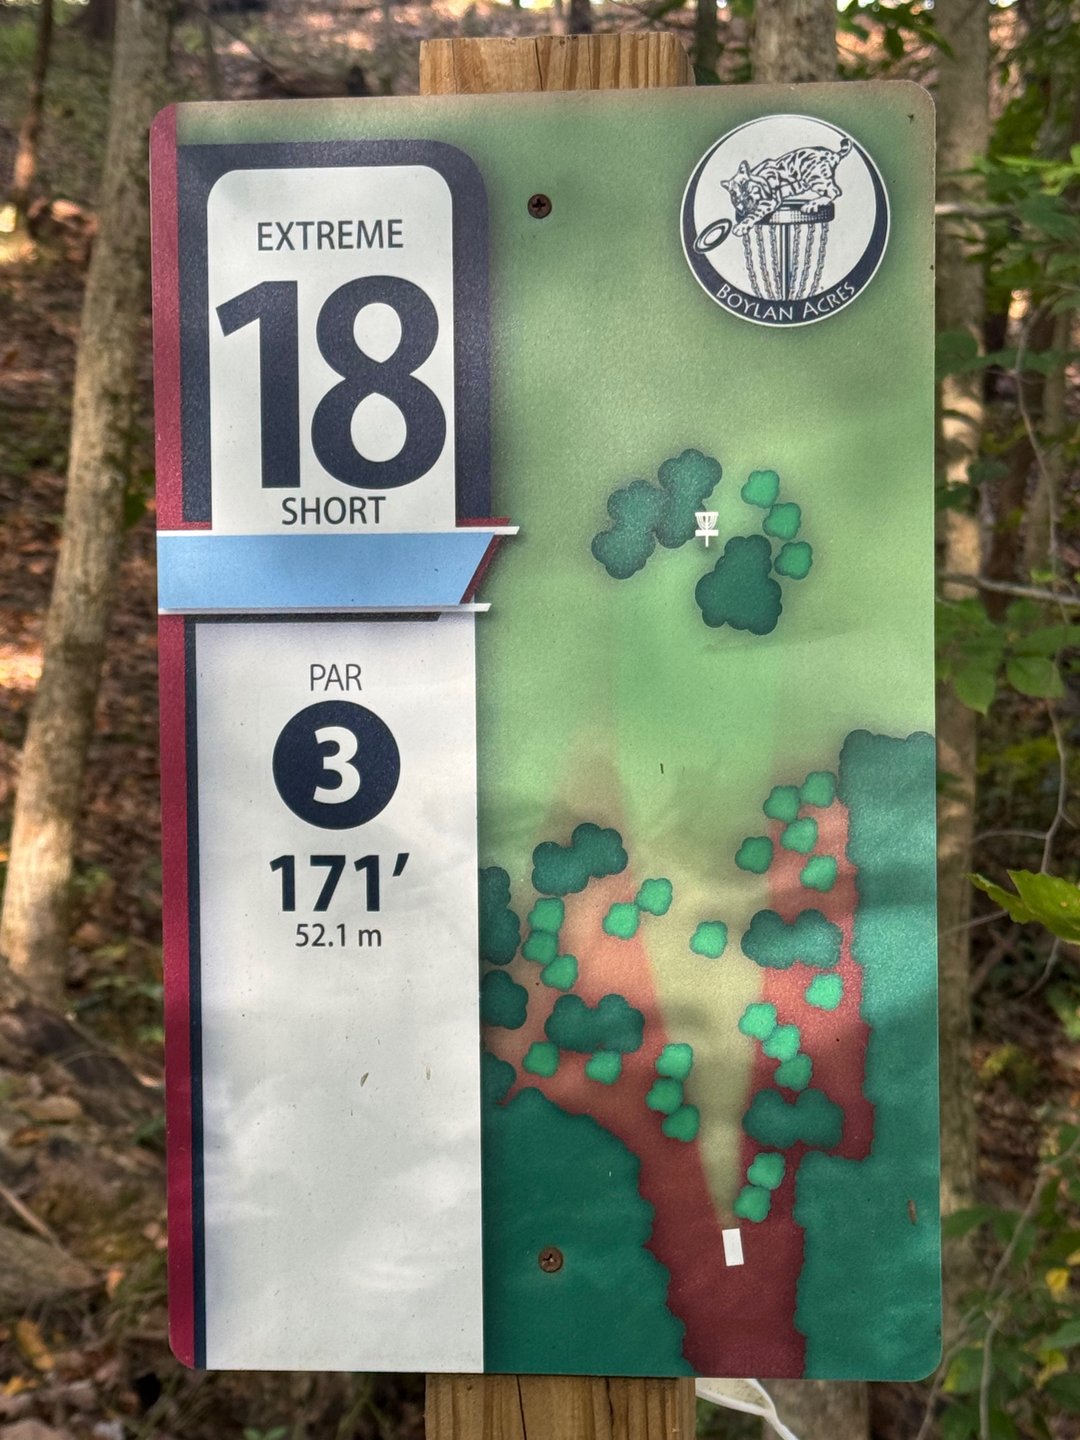 EXTREME
18
SHORT
BOYLAN ACRES
PAR
3
171’
52.1 m